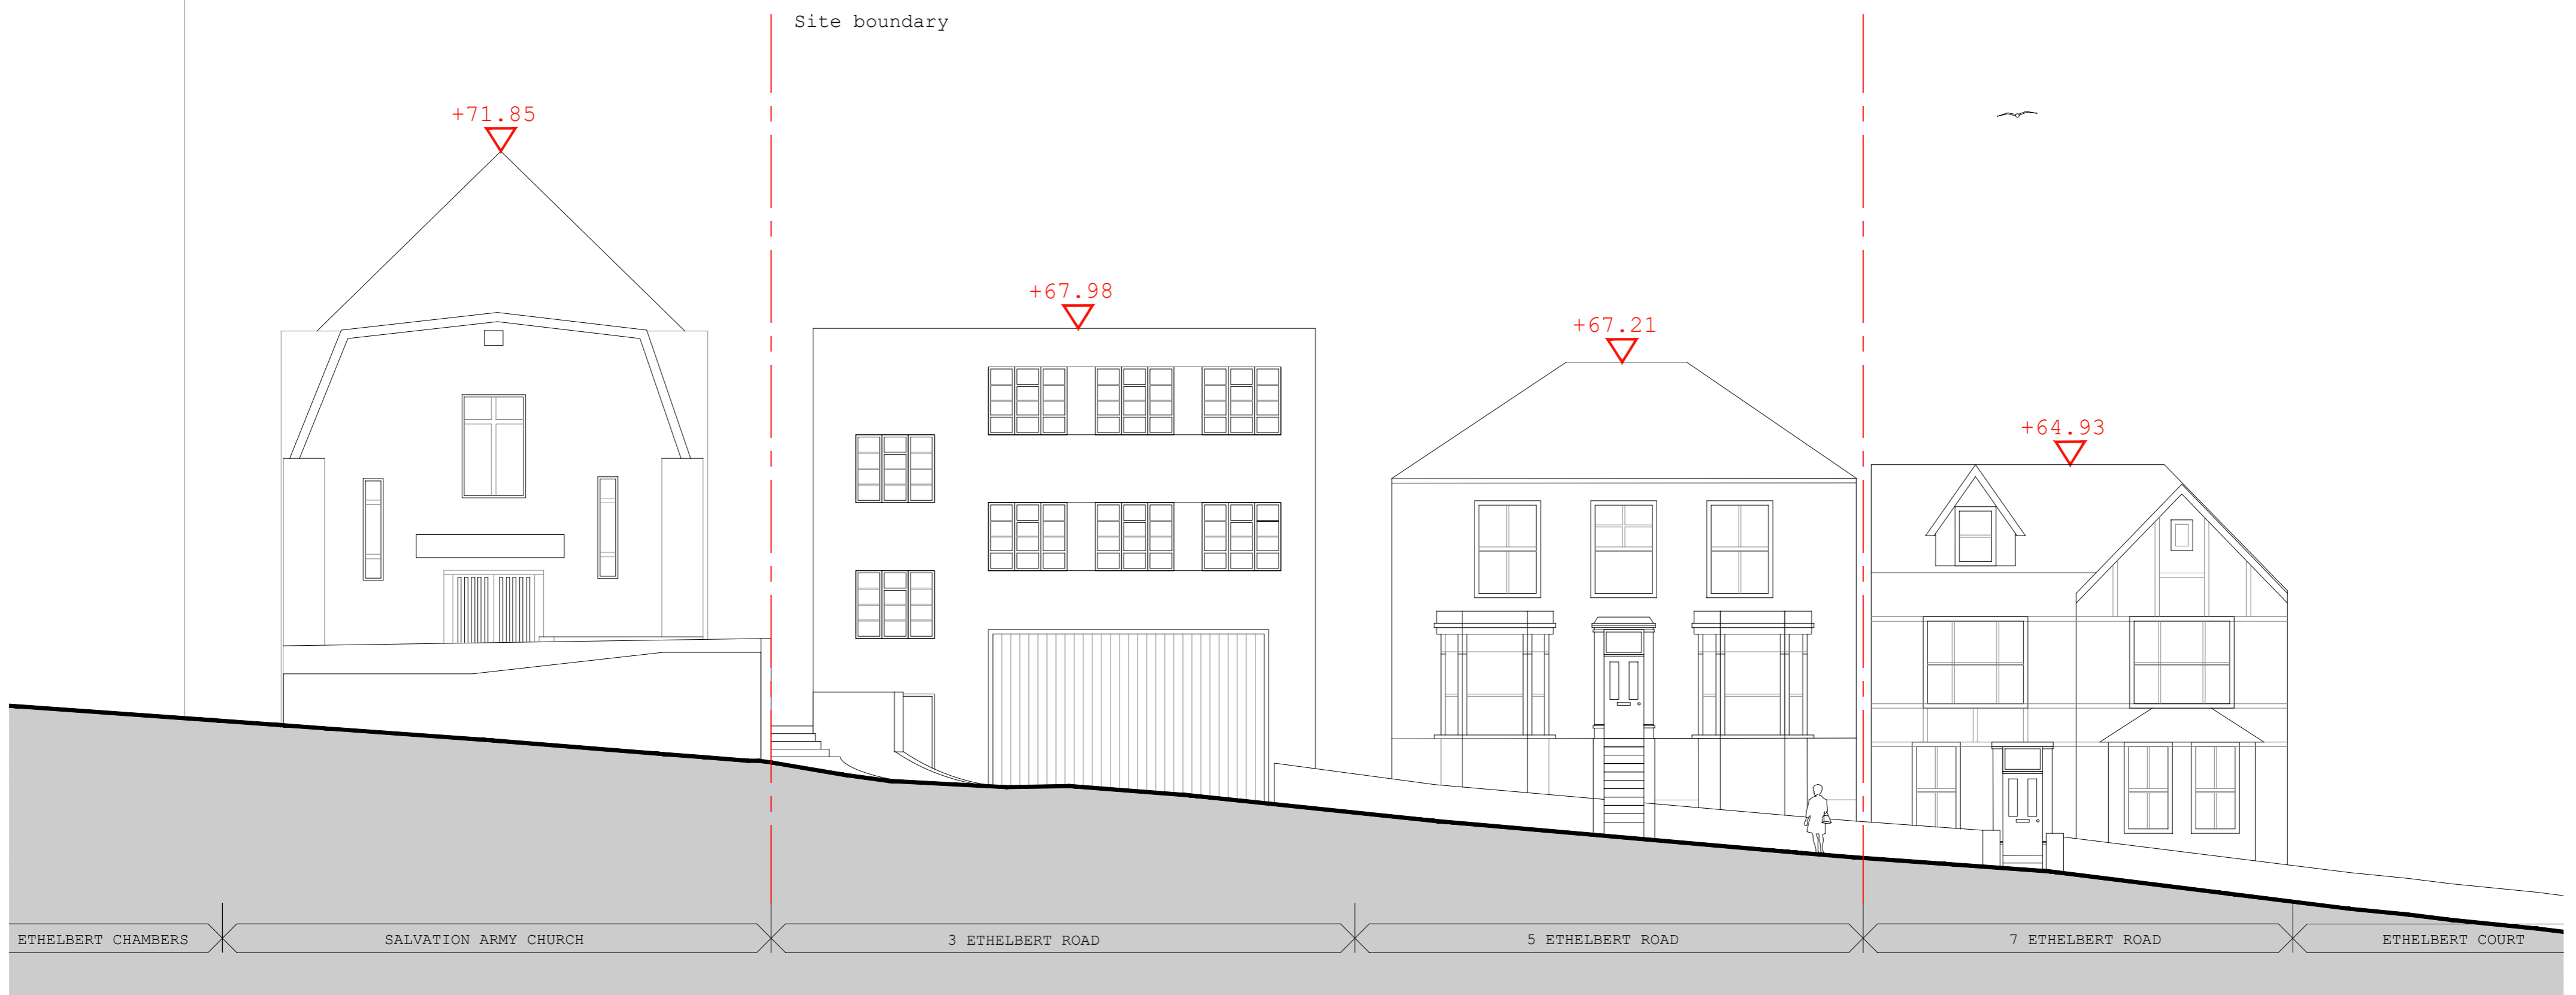 Site boundary
+71.85
+67.98
+67.21
+64.93
ETHELBERT CHAMBERS
SALVATION ARMY CHURCH
3 ETHELBERT ROAD
5 ETHELBERT ROAD
7 ETHELBERT ROAD
ETHELBERT COURT